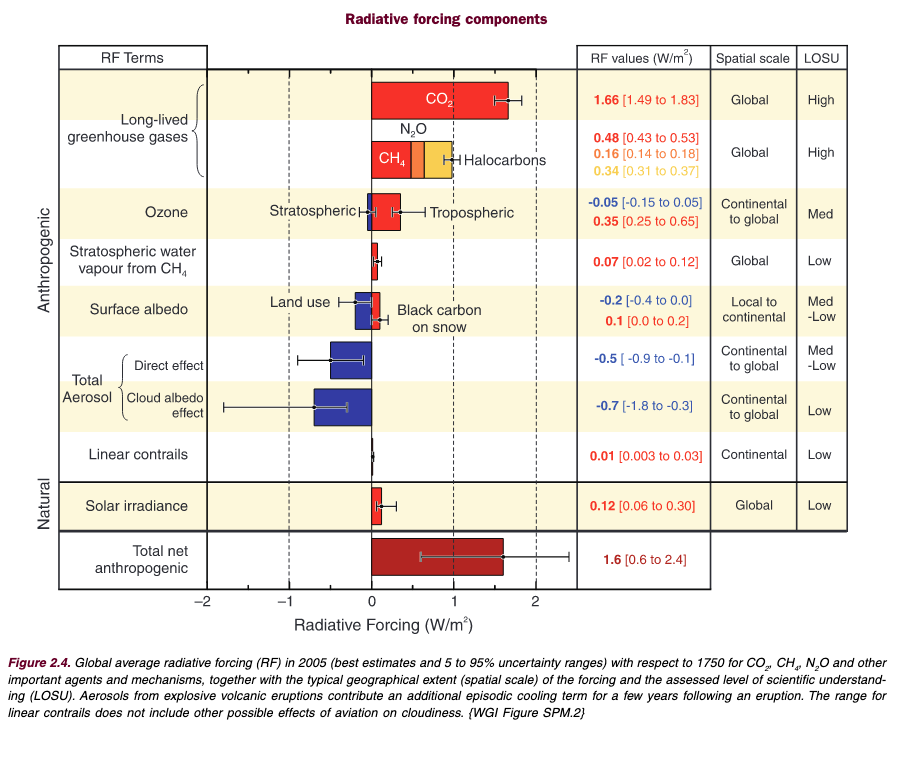 Radiative forcing components
RF Terms
RF values (W/m²)
Spatial scale
LOSU
Anthropogenic
Long-lived
greenhouse gases
CO₂
1.66 [1.49 to 1.83]
Global
High
N₂O
CH₄
Halocarbons
0.48 [0.43 to 0.53]
0.16 [0.14 to 0.18]
0.34 [0.31 to 0.37]
Global
High
Ozone
Stratospheric
Tropospheric
-0.05 [-0.15 to 0.05]
0.35 [0.25 to 0.65]
Continental
to global
Med
Stratospheric water
vapour from CH₄
0.07 [0.02 to 0.12]
Global
Low
Surface albedo
Land use
Black carbon
on snow
-0.2 [-0.4 to 0.0]
0.1 [0.0 to 0.2]
Local to
continental
Med
-Low
Total
Aerosol
Direct effect
-0.5 [ -0.9 to -0.1]
Continental
to global
Med
-Low
Cloud albedo
effect
-0.7 [-1.8 to -0.3]
Continental
to global
Low
Linear contrails
0.01 [0.003 to 0.03]
Continental
Low
Natural
Solar irradiance
0.12 [0.06 to 0.30]
Global
Low
Total net
anthropogenic
1.6 [0.6 to 2.4]
–2 –1 0 1 2
Radiative Forcing (W/m²)
Figure 2.4. Global average radiative forcing (RF) in 2005 (best estimates and 5 to 95% uncertainty ranges) with respect to 1750 for CO₂, CH₄, N₂O and other
important agents and mechanisms, together with the typical geographical extent (spatial scale) of the forcing and the assessed level of scientific understand-
ing (LOSU). Aerosols from explosive volcanic eruptions contribute an additional episodic cooling term for a few years following an eruption. The range for
linear contrails does not include other possible effects of aviation on cloudiness. {WGI Figure SPM.2}